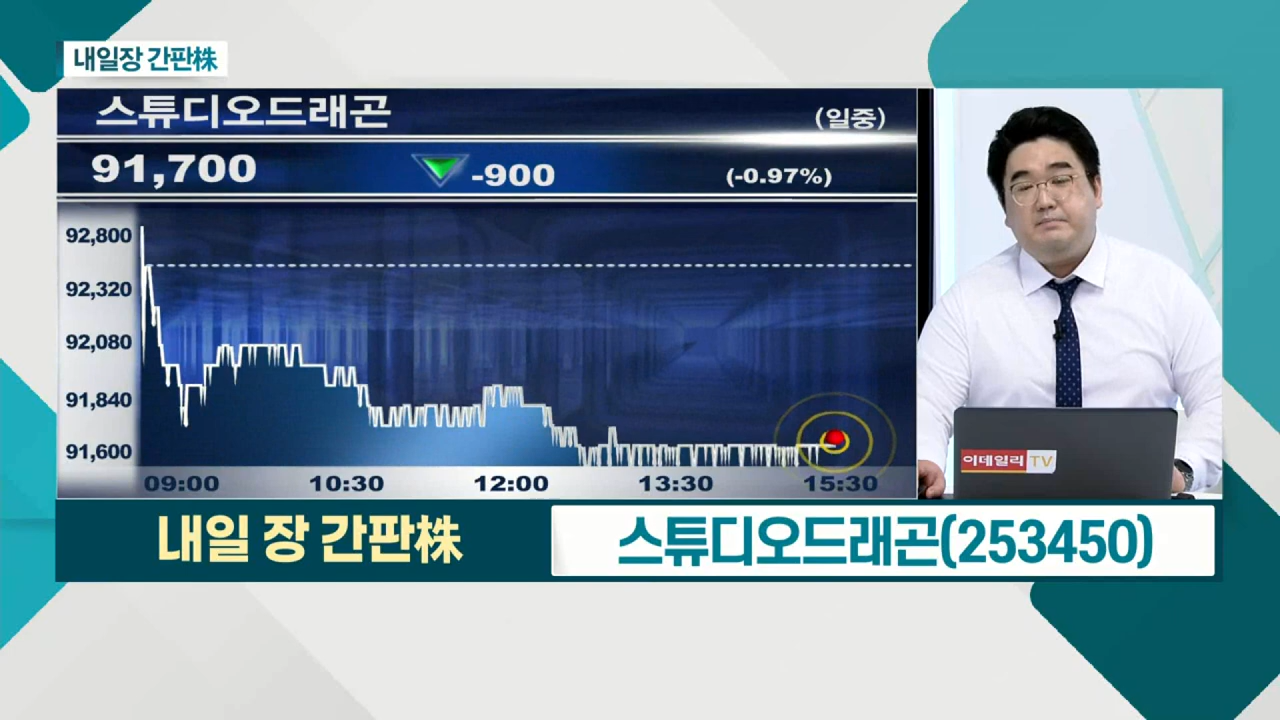 내일장 간판株
스튜디오드래곤
(일중)
91,700
-900
(-0.97%)
92,800
92,320
92,080
91,840
91,600
09:00
10:30
12:00
13:30
15:30
이데일리 TV
내일 장 간판株
스튜디오드래곤(253450)